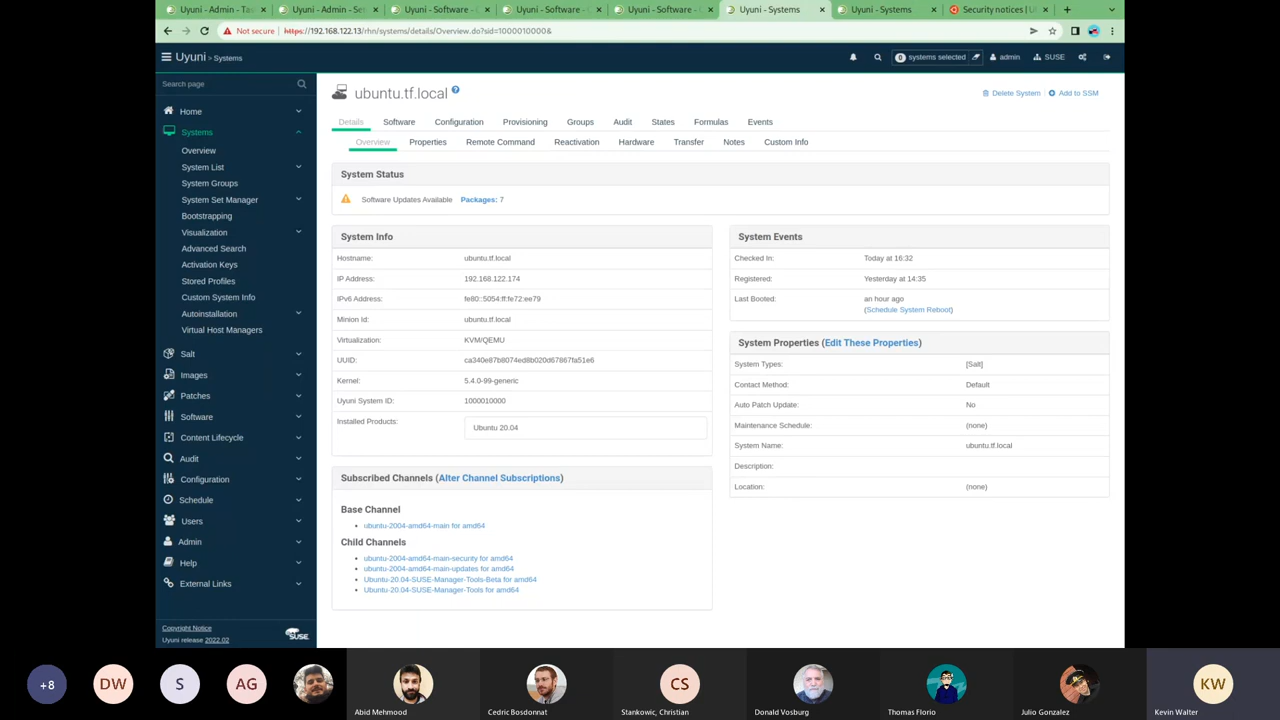 Uyuni - Admin - Tas
Uyuni - Admin - Ser
Uyuni - Software - C
Uyuni - Software - C
Uyuni - Software - C
Uyuni - Systems
Uyuni - Systems
Security notices | U
Not secure
https://192.168.122.13/rhn/systems/details/Overview.do?sid=1000010000&
Uyuni > Systems
0 systems selected
admin
SUSE
Search page
Home
Systems
Overview
System List
System Groups
System Set Manager
Bootstrapping
Visualization
Advanced Search
Activation Keys
Stored Profiles
Custom System Info
Autoinstallation
Virtual Host Managers
Salt
Images
Patches
Software
Content Lifecycle
Audit
Configuration
Schedule
Users
Admin
Help
External Links
Copyright Notice
Uyuni release 2022.02
SUSE
ubuntu.tf.local ?
Delete System | Add to SSM
Details Software Configuration Provisioning Groups Audit States Formulas Events
Overview Properties Remote Command Reactivation Hardware Transfer Notes Custom Info
System Status
Software Updates Available Packages: 7
System Info
Hostname: ubuntu.tf.local
IP Address: 192.168.122.174
IPv6 Address: fe80::5054:ff:fe72:ee79
Minion Id: ubuntu.tf.local
Virtualization: KVM/QEMU
UUID: ca340e87b8074ed8b020d67867fa51e6
Kernel: 5.4.0-99-generic
Uyuni System ID: 1000010000
Installed Products: Ubuntu 20.04
Subscribed Channels (Alter Channel Subscriptions)
Base Channel
ubuntu-2004-amd64-main for amd64
Child Channels
ubuntu-2004-amd64-main-security for amd64
ubuntu-2004-amd64-main-updates for amd64
Ubuntu-20.04-SUSE-Manager-Tools-Beta for amd64
Ubuntu-20.04-SUSE-Manager-Tools for amd64
System Events
Checked In: Today at 16:32
Registered: Yesterday at 14:35
Last Booted: an hour ago
(Schedule System Reboot)
System Properties (Edit These Properties)
System Types: [Salt]
Contact Method: Default
Auto Patch Update: No
Maintenance Schedule: (none)
System Name: ubuntu.tf.local
Description:
Location: (none)
+8
DW
S
AG
Abid Mehmood
Cedric Bosdonnat
CS
Stankowic, Christian
Donald Vosburg
Thomas Florio
Julio Gonzalez
KW
Kevin Walter